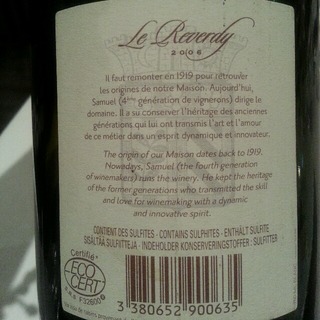 Le Reverdy
2006
Il faut remonter en 1919 pour retrouver
les origines de notre Maison. Aujourd'hui,
Samuel (4ème génération de vignerons) dirige le
domaine. Il a su conserver l'héritage des anciennes
générations qui lui ont transmis l'art et l'amour
de ce métier dans un esprit dynamique et innovateur.
The origin of our Maison dates back to 1919.
Nowadays, Samuel (the fourth generation
of winemakers) runs the winery. He kept the heritage
of the former generations who transmitted the skill
and love for winemaking with a dynamic
and innovative spirit.
CONTIENT DES SULFITES - CONTAINS SULPHITES - ENTHÄLT SULFITE
SISÄLTÄÄ SULFIITTEJA - INDEHOLDER KONSERVERINGSTOFFER : SULFITTER
Certifié
ECO
CERT
F32600
3 380652 900635